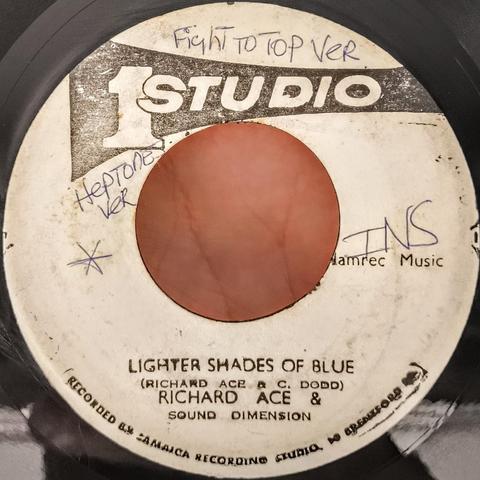 Fight TO TOP Ver
1 STUDIO
HepTONE
Ver
INS
Jamrec Music
LIGHTER SHADES OF BLUE
(RICHARD ACE & C. DODD)
RICHARD ACE &
SOUND DIMENSION
(RECORDED BY JAMAICA RECORDING STUDIO, 13 BRENTFORD RD)